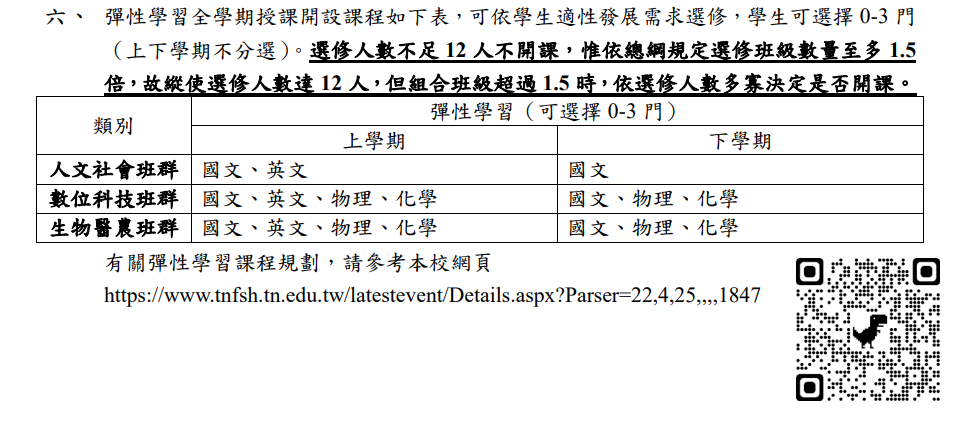 六、 彈性學習全學期授課開設課程如下表，可依學生適性發展需求選修，學生可選擇 0-3 門
（上下學期不分選）。選修人數不足 12 人不開課，惟依總綱規定選修班級數量至多 1.5
倍，故縱使選修人數達 12 人，但組合班級超過 1.5 時，依選修人數多寡決定是否開課。
類別 彈性學習（可選擇 0-3 門）
上學期 下學期
人文社會班群 國文、英文 國文
數位科技班群 國文、英文、物理、化學 國文、物理、化學
生物醫農班群 國文、英文、物理、化學 國文、物理、化學
有關彈性學習課程規劃，請參考本校網頁
https://www.tnfsh.tn.edu.tw/latestevent/Details.aspx?Parser=22,4,25,,,,1847